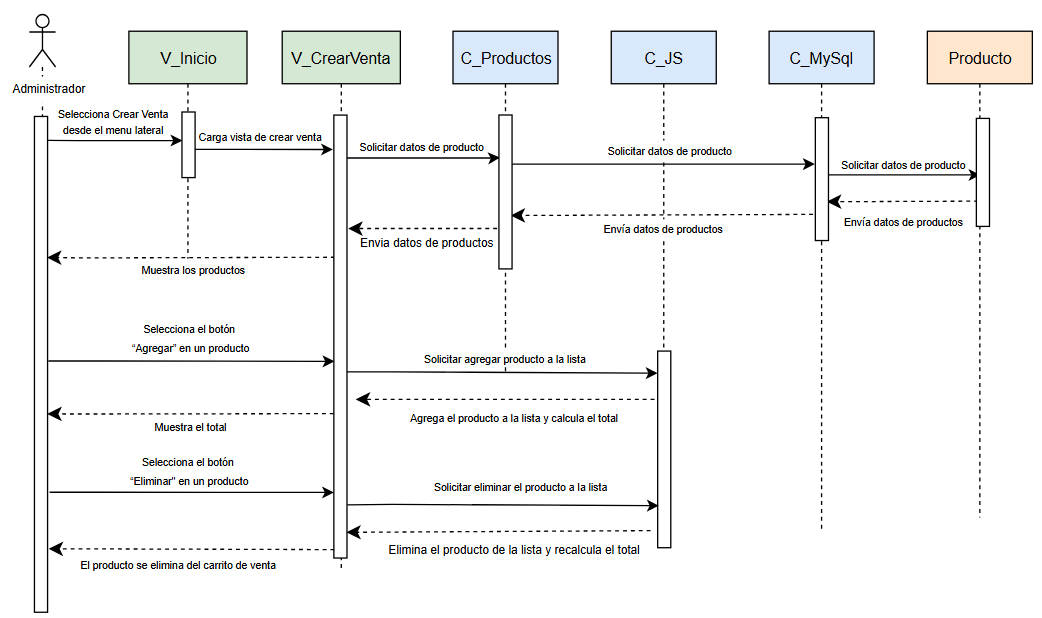 V_Inicio
V_CrearVenta
C_Productos
C_JS
C_MySql
Producto
Administrador
Selecciona Crear Venta
desde el menu lateral
Carga vista de crear venta
Solicitar datos de producto
Solicitar datos de producto
Solicitar datos de producto
Envía datos de productos
Envía datos de productos
Envia datos de productos
Muestra los productos
Selecciona el botón
“Agregar” en un producto
Solicitar agregar producto a la lista
Agrega el producto a la lista y calcula el total
Muestra el total
Selecciona el botón
“Eliminar” en un producto
Solicitar eliminar el producto a la lista
Elimina el producto de la lista y recalcula el total
El producto se elimina del carrito de venta